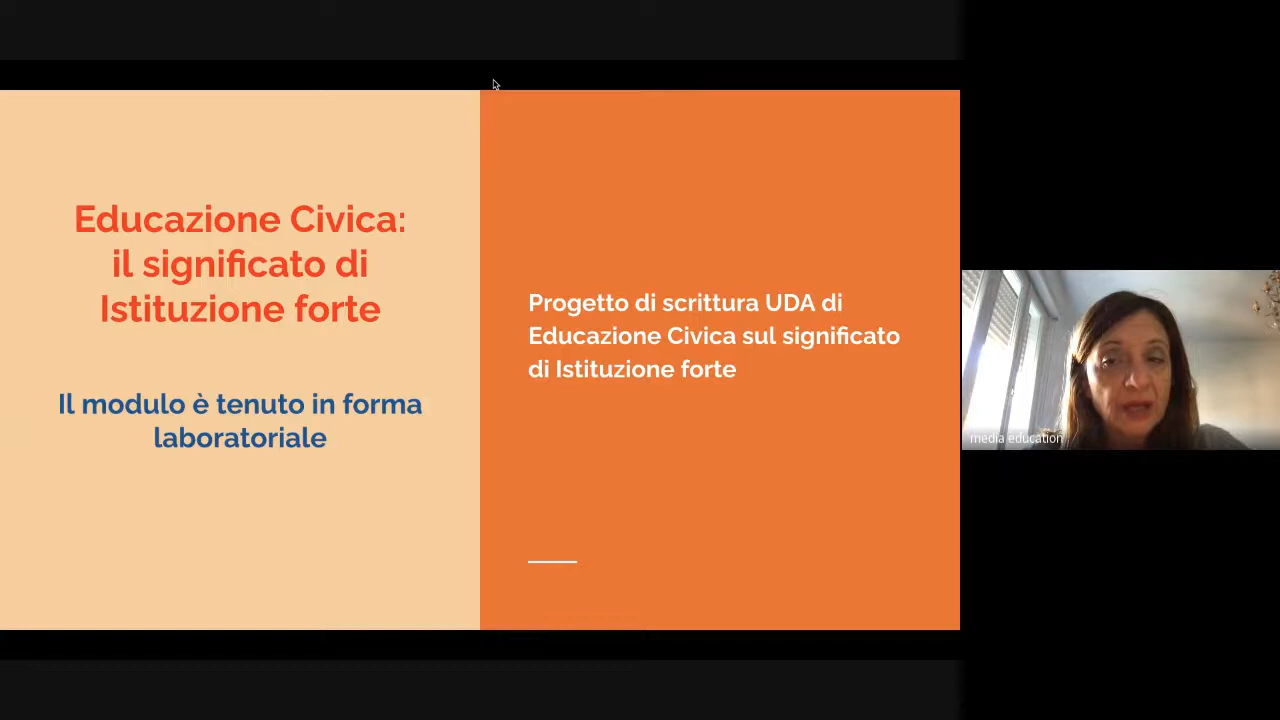 Educazione Civica:
il significato di
Istituzione forte
Il modulo è tenuto in forma
laboratoriale
Progetto di scrittura UDA di
Educazione Civica sul significato
di Istituzione forte
media education